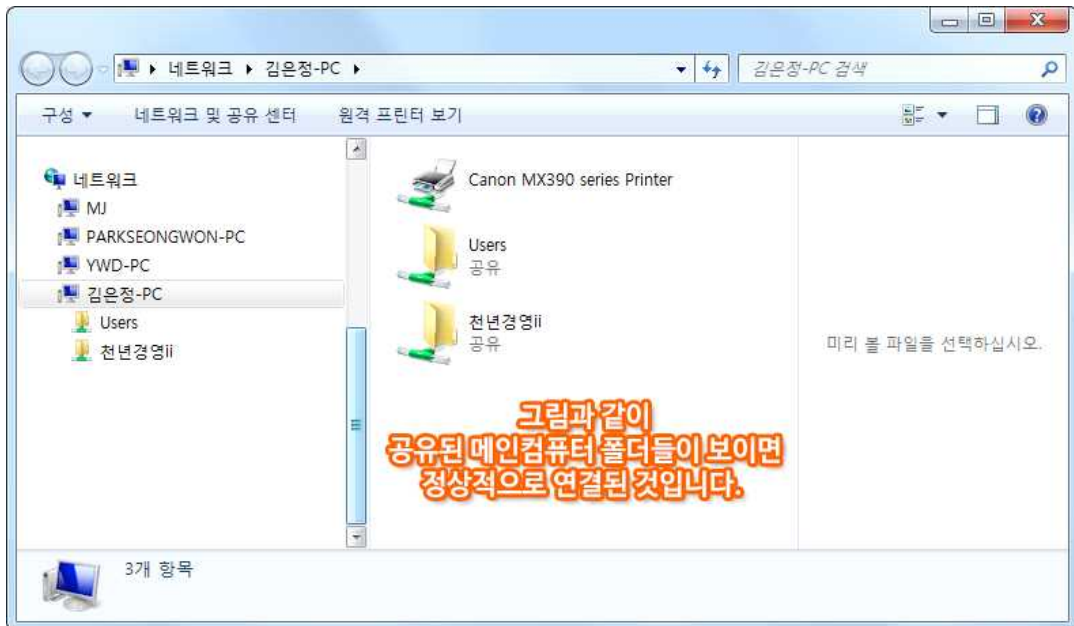 네트워크 ▸ 김은정-PC ▸
김은정-PC 검색
구성 ▼ 네트워크 및 공유 센터 원격 프린터 보기
네트워크
MJ
PARKSEONGWON-PC
YWD-PC
김은정-PC
Users
천년경영ii
Canon MX390 series Printer
Users
공유
천년경영ii
공유
그림과 같이
공유된 메인컴퓨터 폴더들이 보이면
정상적으로 연결된 것입니다.
미리 볼 파일을 선택하십시오.
3개 항목